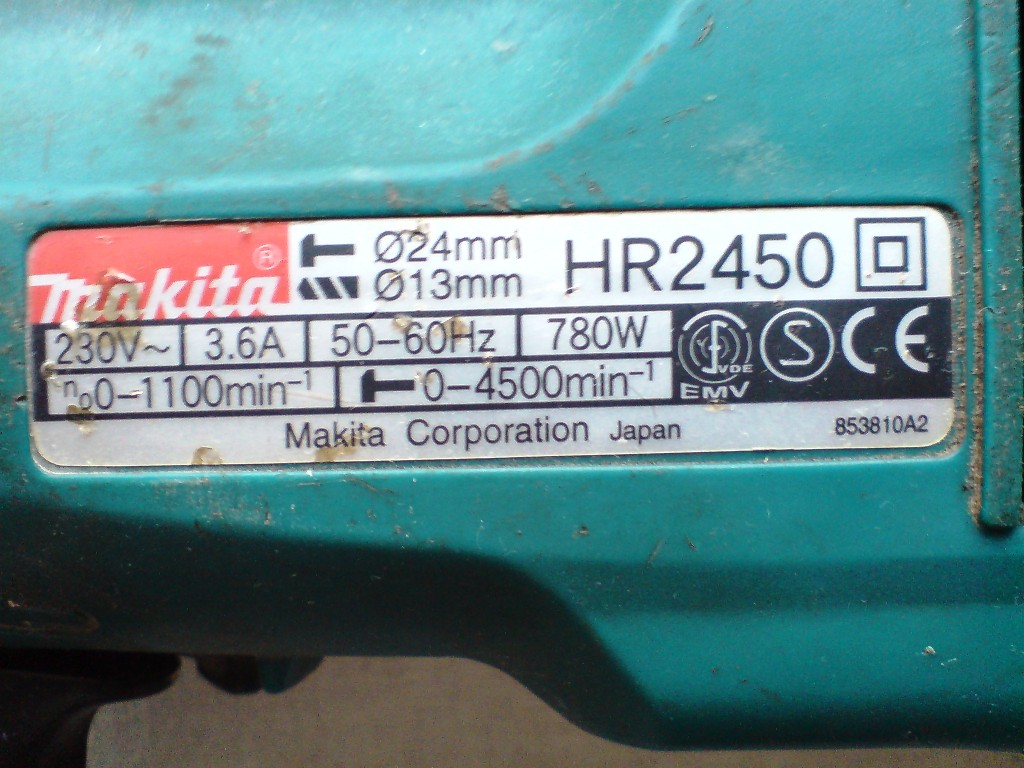 Makita ®
Ø24mm
Ø13mm
HR2450
230V~ 3.6A 50-60Hz 780W
n₀0-1100min⁻¹ 0-4500min⁻¹
VDE
EMV
S
CE
Makita Corporation Japan
853810A2